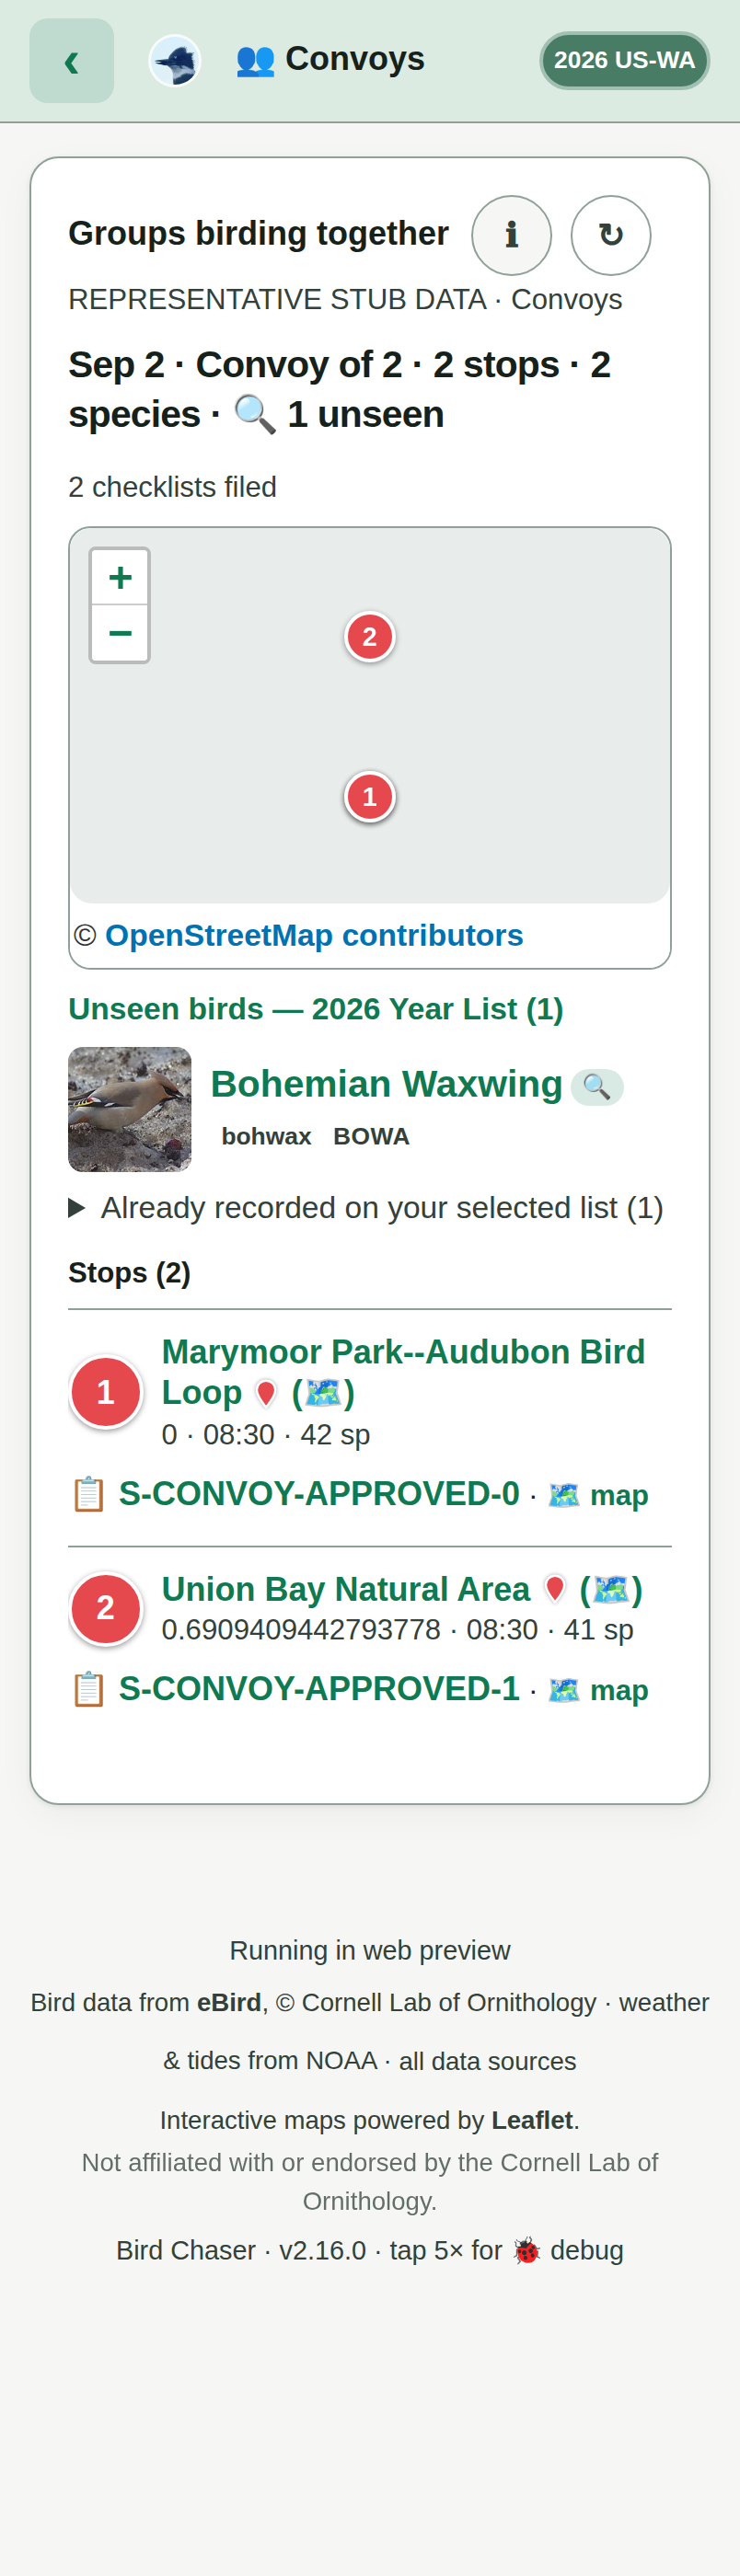 ‹ 👥 Convoys 2026 US-WA
Groups birding together ℹ ↻
REPRESENTATIVE STUB DATA · Convoys
Sep 2 · Convoy of 2 · 2 stops · 2
species · 🔍 1 unseen
2 checklists filed
+
−
2
1
© OpenStreetMap contributors
Unseen birds — 2026 Year List (1)
Bohemian Waxwing 🔍
bohwax BOWA
▶ Already recorded on your selected list (1)
Stops (2)
1
Marymoor Park--Audubon Bird
Loop 📍 (🗺️)
0 · 08:30 · 42 sp
📋 S-CONVOY-APPROVED-0 · 🗺️ map
2
Union Bay Natural Area 📍 (🗺️)
0.6909409442793778 · 08:30 · 41 sp
📋 S-CONVOY-APPROVED-1 · 🗺️ map
Running in web preview
Bird data from eBird, © Cornell Lab of Ornithology · weather
& tides from NOAA · all data sources
Interactive maps powered by Leaflet.
Not affiliated with or endorsed by the Cornell Lab of
Ornithology.
Bird Chaser · v2.16.0 · tap 5× for 🐞 debug